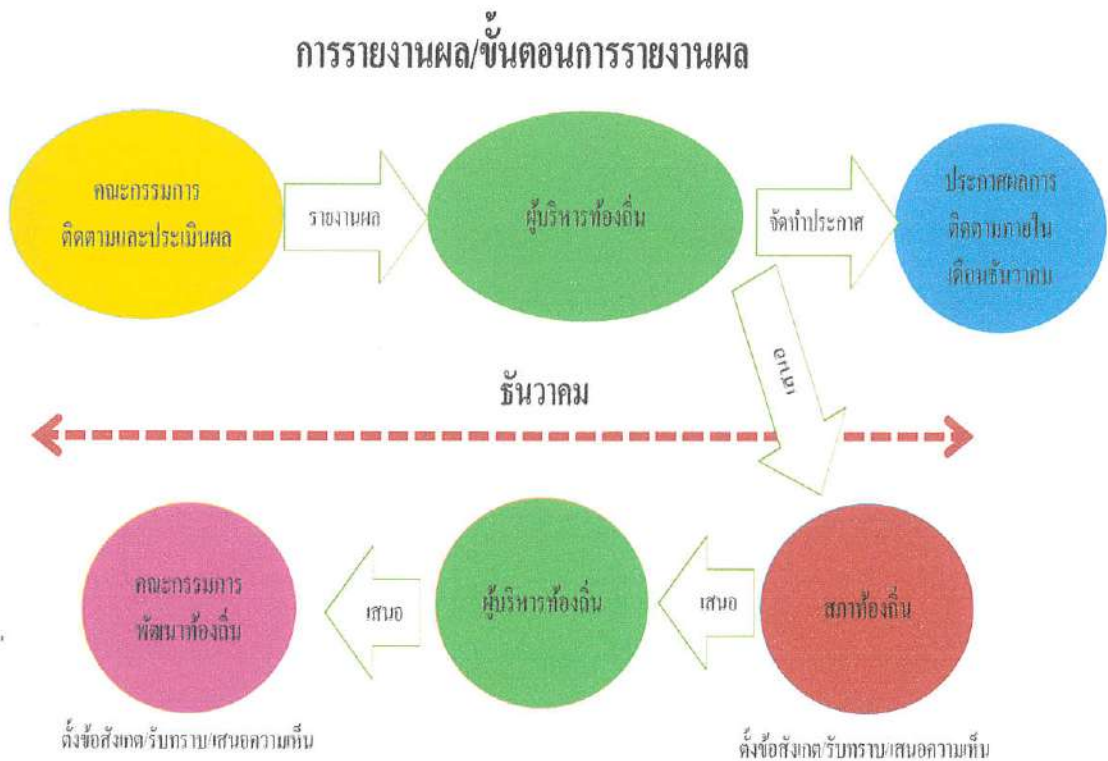 การรายงานผล/ขั้นตอนการรายงานผล
คณะกรรมการ
ติดตามและประเมินผล
รายงานผล
ผู้บริหารท้องถิ่น
จัดทำประกาศ
ประกาศผลการ
ติดตามภายใน
เดือนธันวาคม
เสนอ
ธันวาคม
คณะกรรมการ
พัฒนาท้องถิ่น
เสนอ
ผู้บริหารท้องถิ่น
เสนอ
สภาท้องถิ่น
ตั้งข้อสังเกต/รับทราบ/เสนอความเห็น
ตั้งข้อสังเกต/รับทราบ/เสนอความเห็น